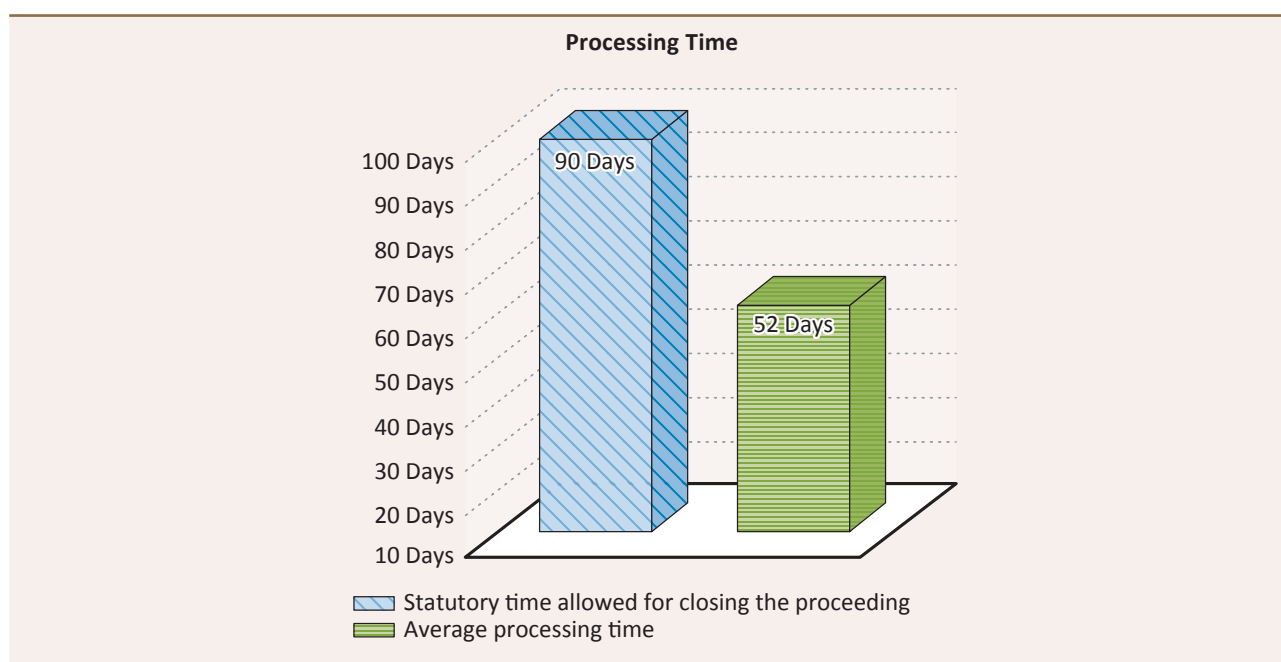 Processing Time
100 Days
90 Days
80 Days
70 Days
60 Days
50 Days
40 Days
30 Days
20 Days
10 Days
90 Days
52 Days
Statutory time allowed for closing the proceeding
Average processing time